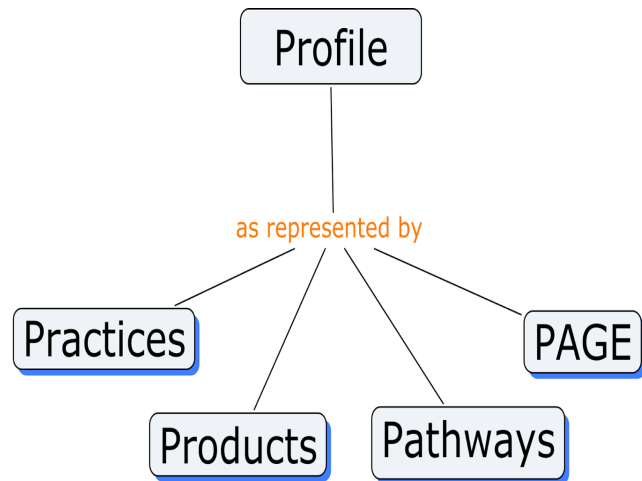 Profile
as represented by
Practices
PAGE
Products
Pathways